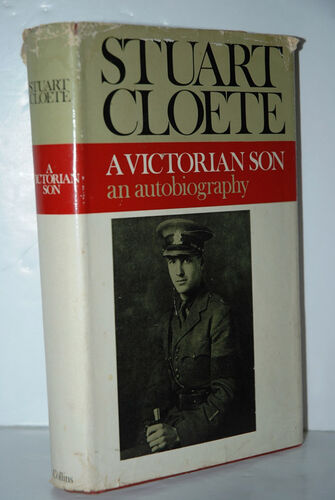 STUART
CLOETE
A
VICTORIAN
SON
Collins
STUART
CLOETE
A VICTORIAN SON
an autobiography